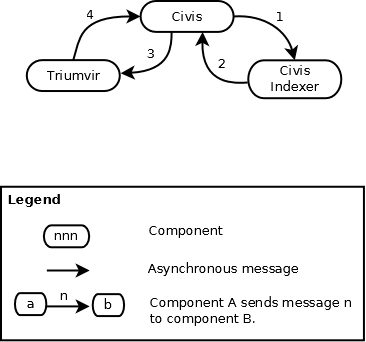 4
Civis
1
3
2
Triumvir
Civis
Indexer
Legend
nnn
Component
Asynchronous message
a
n
b
Component A sends message n
to component B.